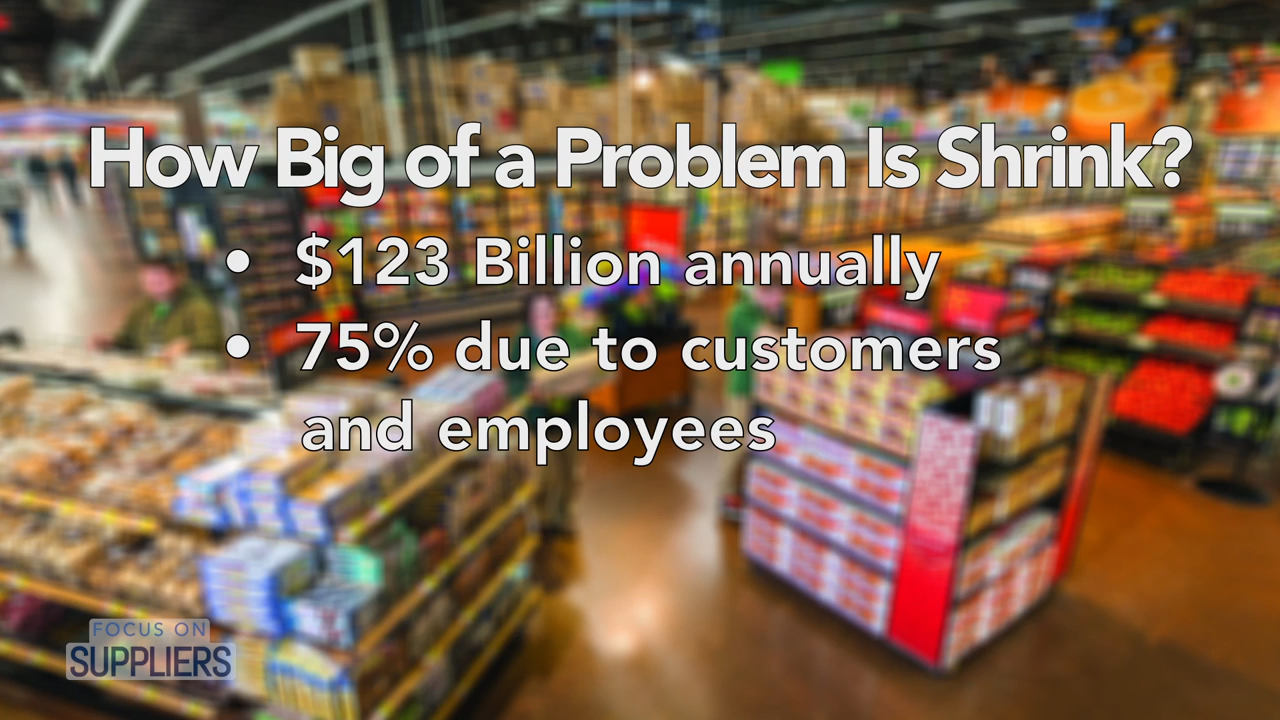 How Big of a Problem Is Shrink?
• $123 Billion annually
• 75% due to customers
and employees
FOCUS ON
SUPPLIERS